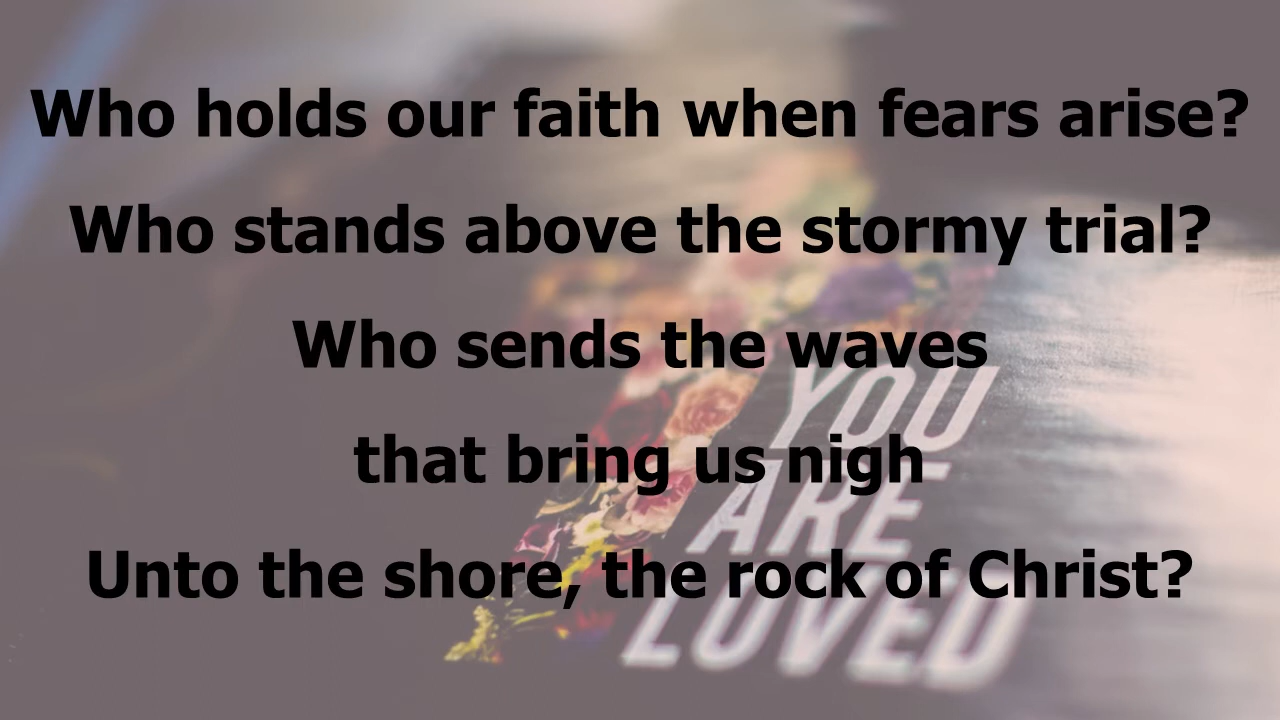 Who holds our faith when fears arise?
Who stands above the stormy trial?
Who sends the waves
that bring us nigh
Unto the shore, the rock of Christ?
YOU
ARE
LOVED